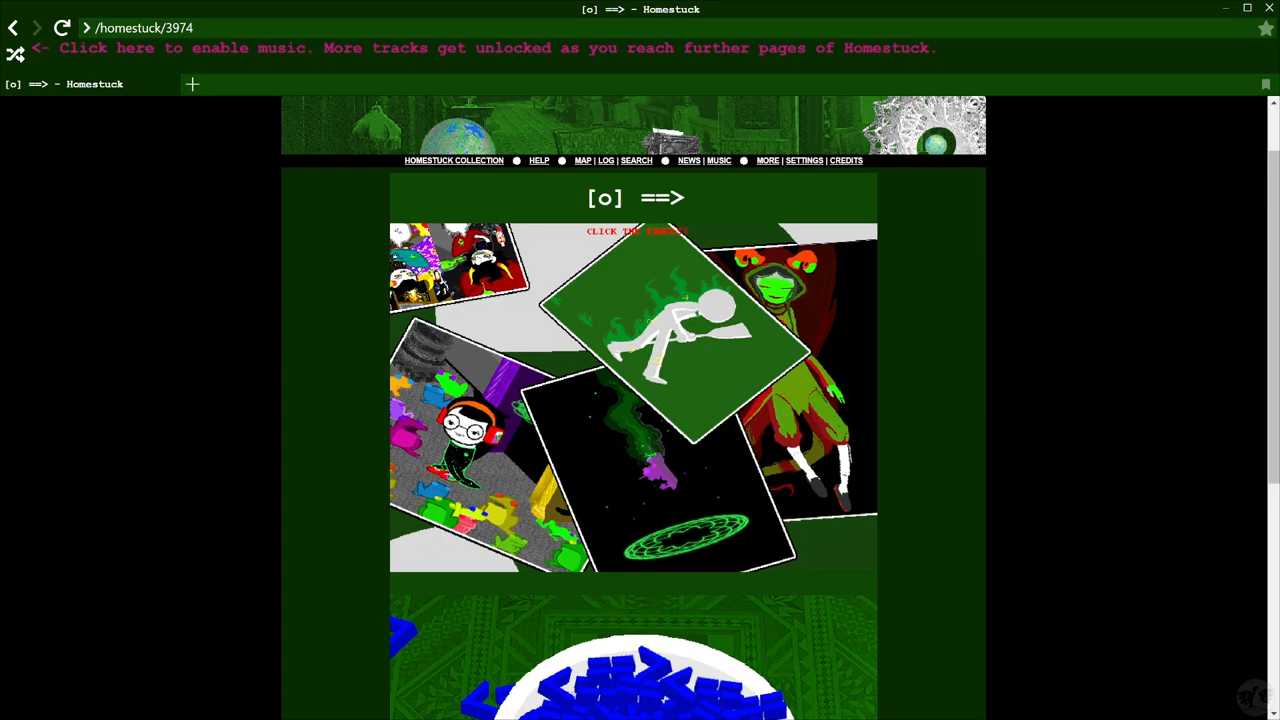 [o] ==> - Homestuck
/homestuck/3974
<- Click here to enable music. More tracks get unlocked as you reach further pages of Homestuck.
[o] ==> - Homestuck
HOMESTUCK COLLECTION HELP MAP | LOG | SEARCH NEWS | MUSIC MORE | SETTINGS | CREDITS
[o] ==>
CLICK THE